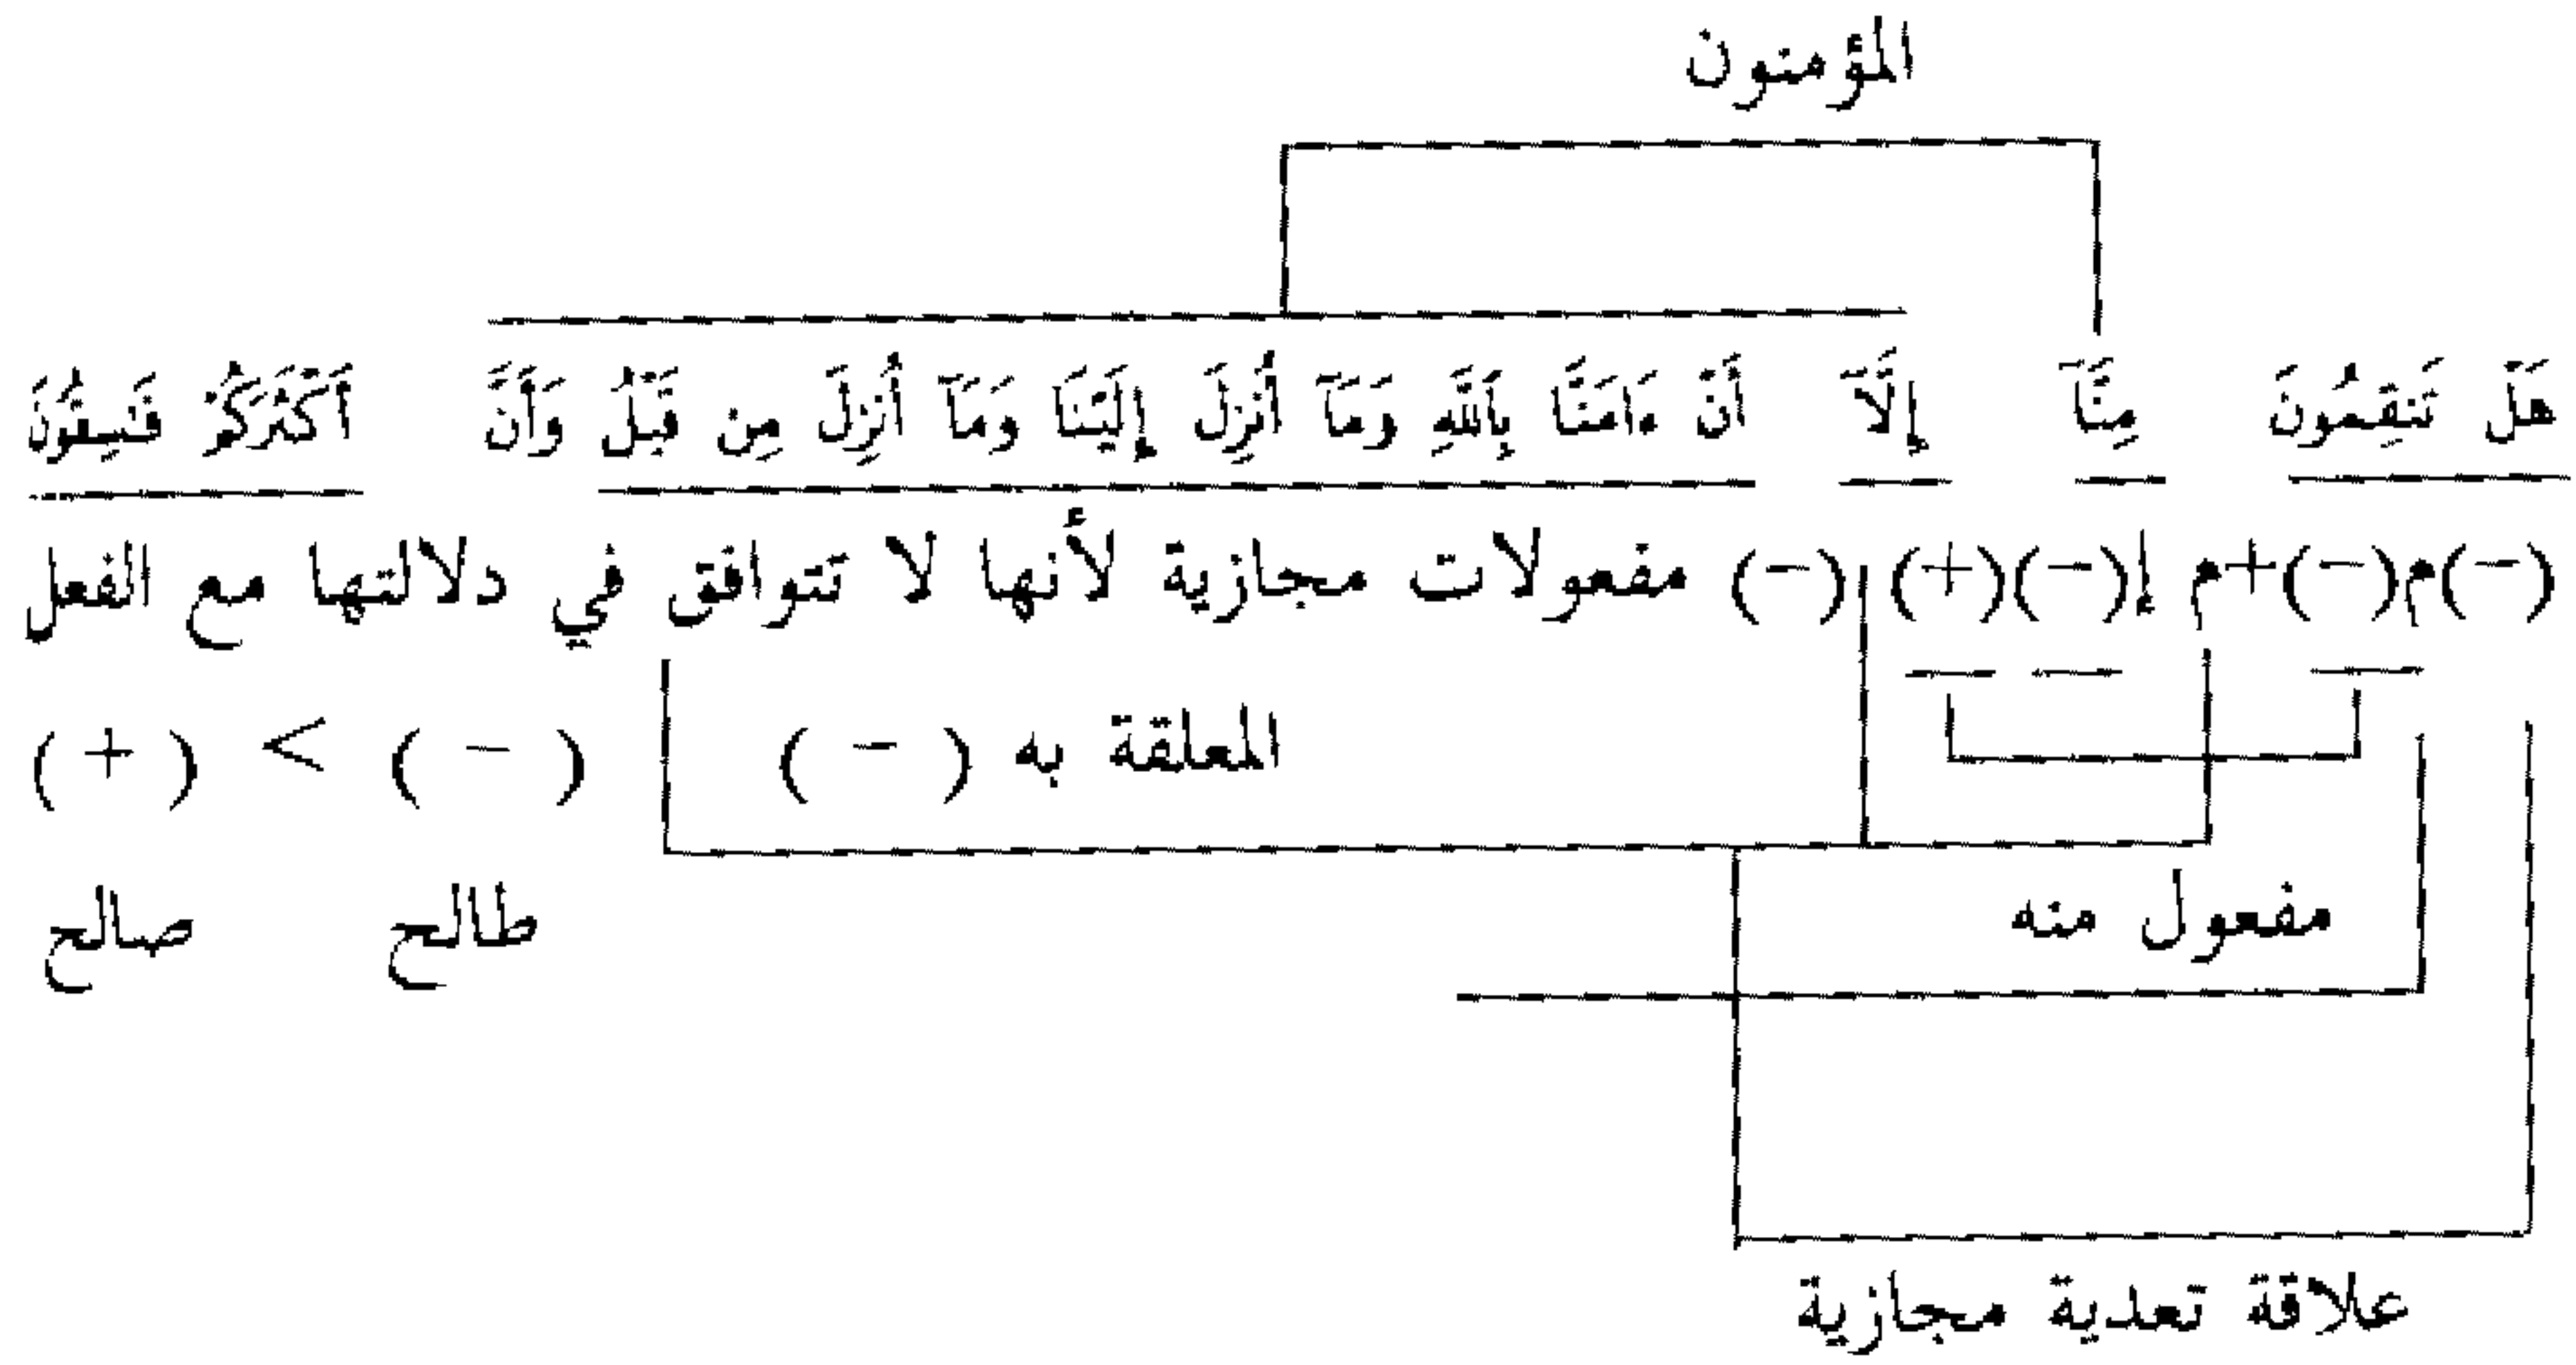 المؤمنون
هَلْ تَنقِمُونَ مِنَّآ إِلَّآ أَنْ ءَامَنَّا بِٱللَّهِ وَمَآ أُنزِلَ إِلَيْنَا وَمَآ أُنزِلَ مِن قَبْلُ وَأَنَّ أَكْثَرَكُمْ فَٰسِقُونَ
(−)م(−)+م إ(−)(+) (−) مفعولات مجازية لأنها لا تتوافق في دلالتها مع الفعل
المعلقة به ( − ) ( − ) > ( + )
مفعول منه طالح صالح
علاقة تعدية مجازية